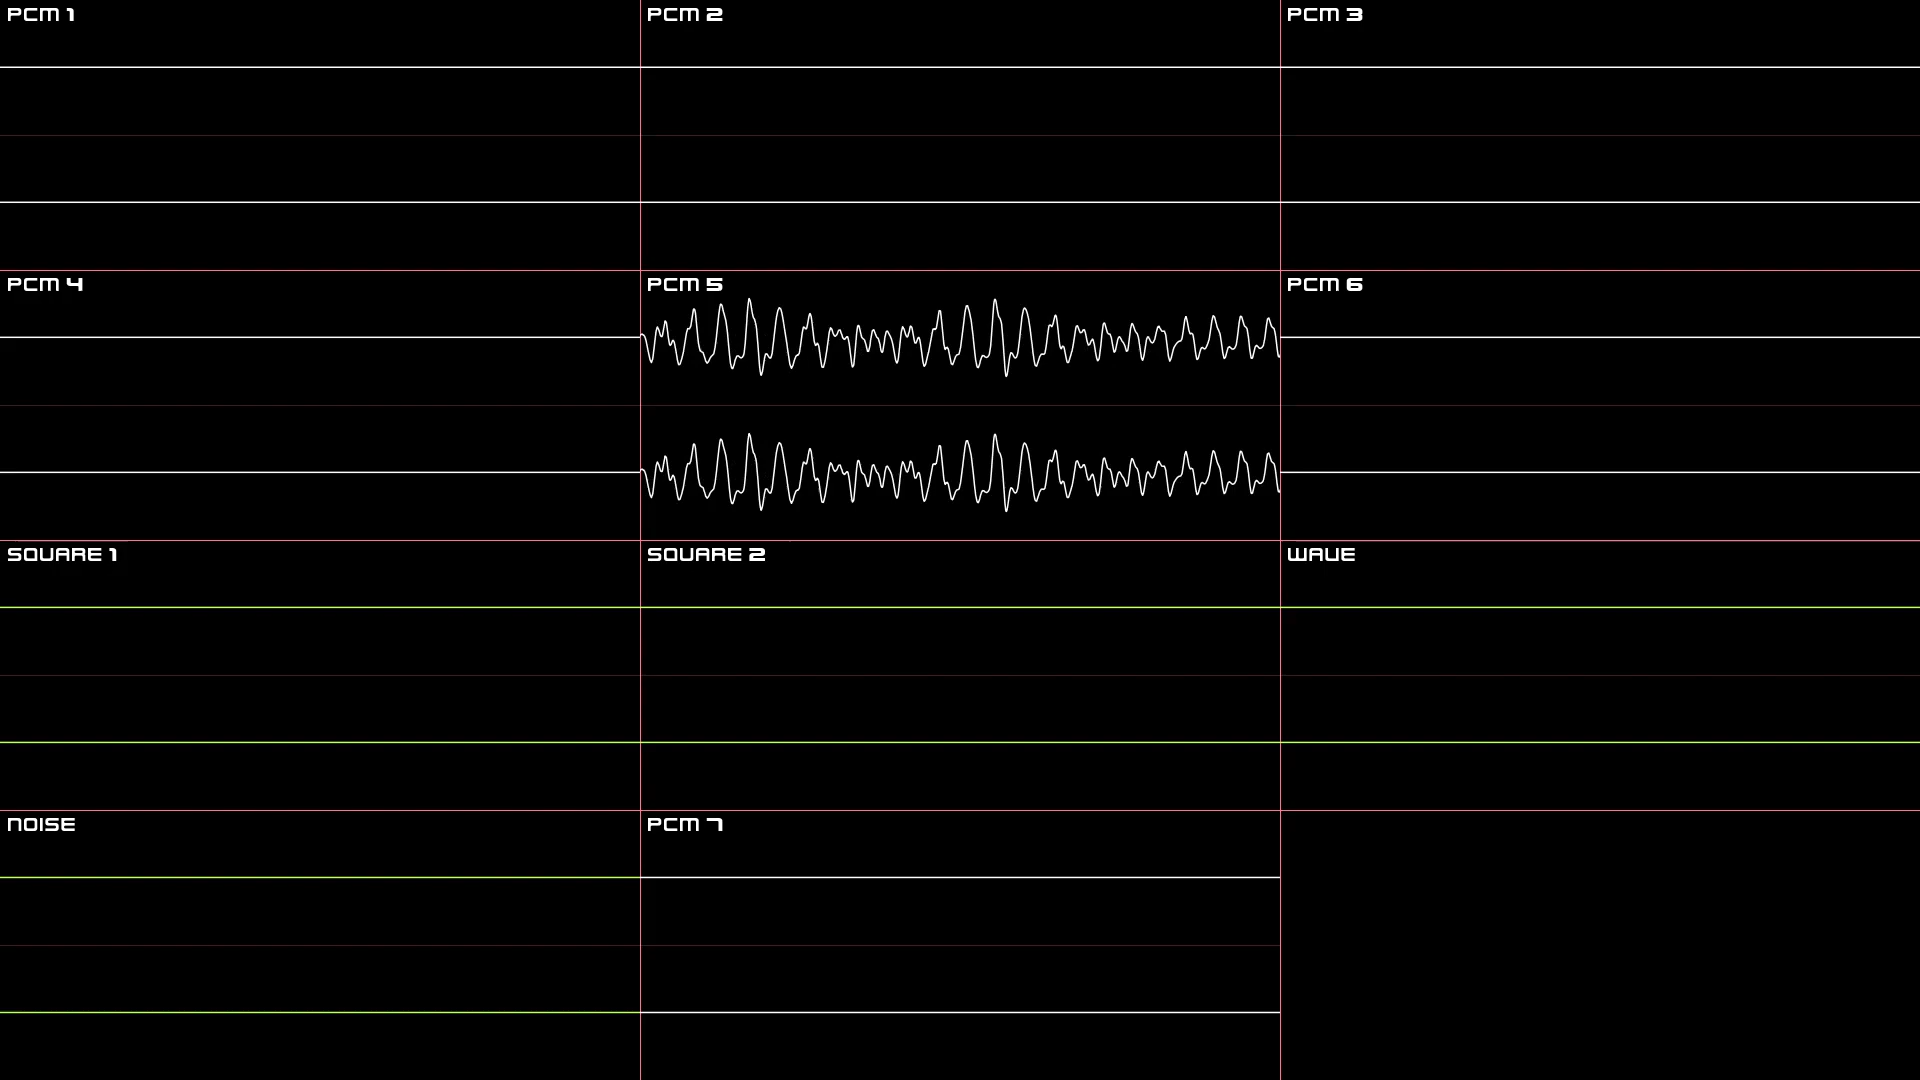 PCM 1
PCM 2
PCM 3
PCM 4
PCM 5
PCM 6
SQUARE 1
SQUARE 2
WAVE
NOISE
PCM 7